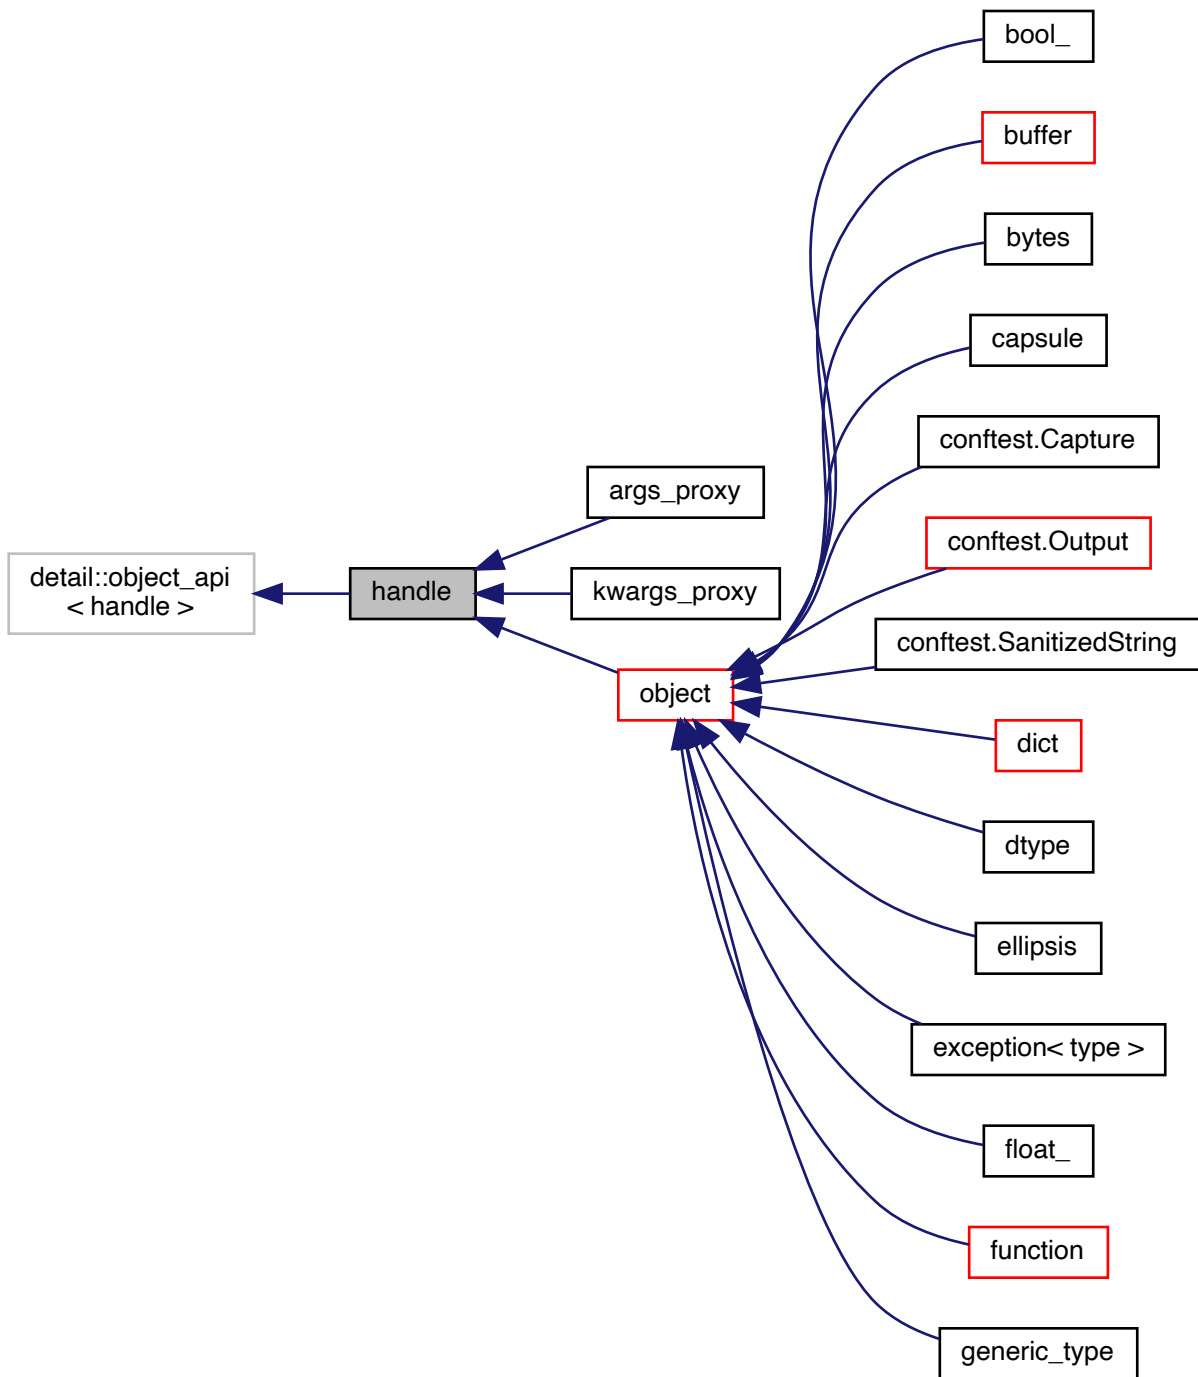 bool_
buffer
bytes
capsule
conftest.Capture
args_proxy
conftest.Output
detail::object_api
< handle >
handle
kwargs_proxy
conftest.SanitizedString
object
dict
dtype
ellipsis
exception< type >
float_
function
generic_type